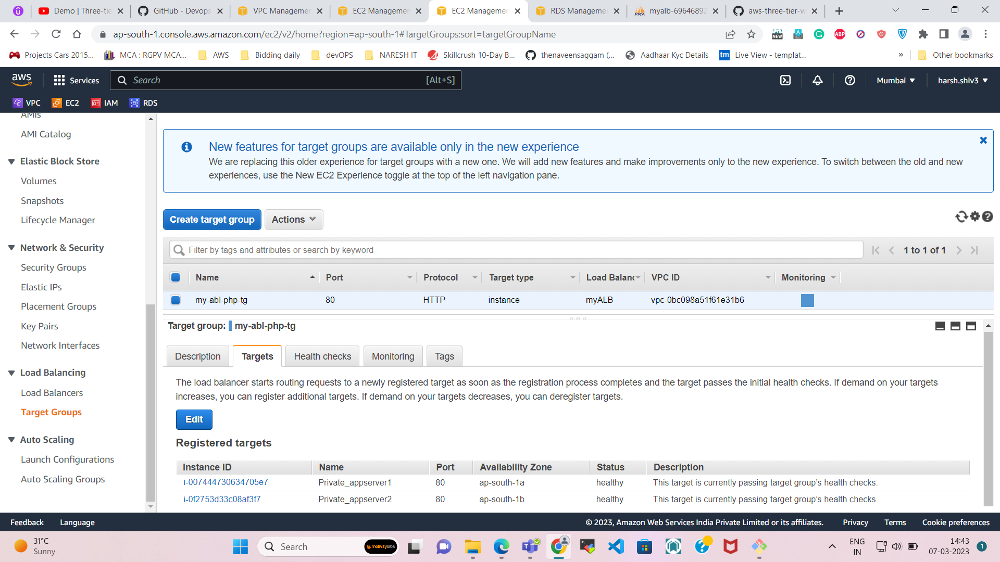 Demo | Three-tie
GitHub - Devops
VPC Managemen
EC2 Managemen
EC2 Managemen
RDS Manageme
PMA
myalb-69646892
aws-three-tier-w
ap-south-1.console.aws.amazon.com/ec2/v2/home?region=ap-south-1#TargetGroups:sort=targetGroupName
NEW
ABP
Projects Cars 2015...
MCA : RGPV MCA...
AWS
Bidding daily
devOPS
NARESH IT
Skillcrush 10-Day B...
thenaveensaggam (...
Aadhaar Kyc Details
tm
Live View - templat...
»
Other bookmarks
aws
Services
Search
[Alt+S]
Mumbai
harsh.shiv3
VPC
EC2
IAM
RDS
AMIs
AMI Catalog
Elastic Block Store
Volumes
Snapshots
Lifecycle Manager
Network & Security
Security Groups
Elastic IPs
Placement Groups
Key Pairs
Network Interfaces
Load Balancing
Load Balancers
Target Groups
Auto Scaling
Launch Configurations
Auto Scaling Groups
New features for target groups are available only in the new experience
We are replacing this older experience for target groups with a new one. We will add new features and make improvements only to the new experience. To switch between the old and new
experiences, use the New EC2 Experience toggle at the top of the left navigation pane.
Create target group
Actions
Filter by tags and attributes or search by keyword
1 to 1 of 1
Name Port Protocol Target type Load Balanc VPC ID Monitoring
my-abl-php-tg 80 HTTP instance myALB vpc-0bc098a51f61e31b6
Target group: my-abl-php-tg
Description
Targets
Health checks
Monitoring
Tags
The load balancer starts routing requests to a newly registered target as soon as the registration process completes and the target passes the initial health checks. If demand on your targets
increases, you can register additional targets. If demand on your targets decreases, you can deregister targets.
Edit
Registered targets
Instance ID Name Port Availability Zone Status Description
i-007444730634705e7 Private_appserver1 80 ap-south-1a healthy This target is currently passing target group's health checks.
i-0f2753d33c08af3f7 Private_appserver2 80 ap-south-1b healthy This target is currently passing target group's health checks.
Feedback
Language
© 2023, Amazon Web Services India Private Limited or its affiliates.
Privacy
Terms
Cookie preferences
31°C
Sunny
Search
motivitylabs
ENG
IN
14:43
07-03-2023
1